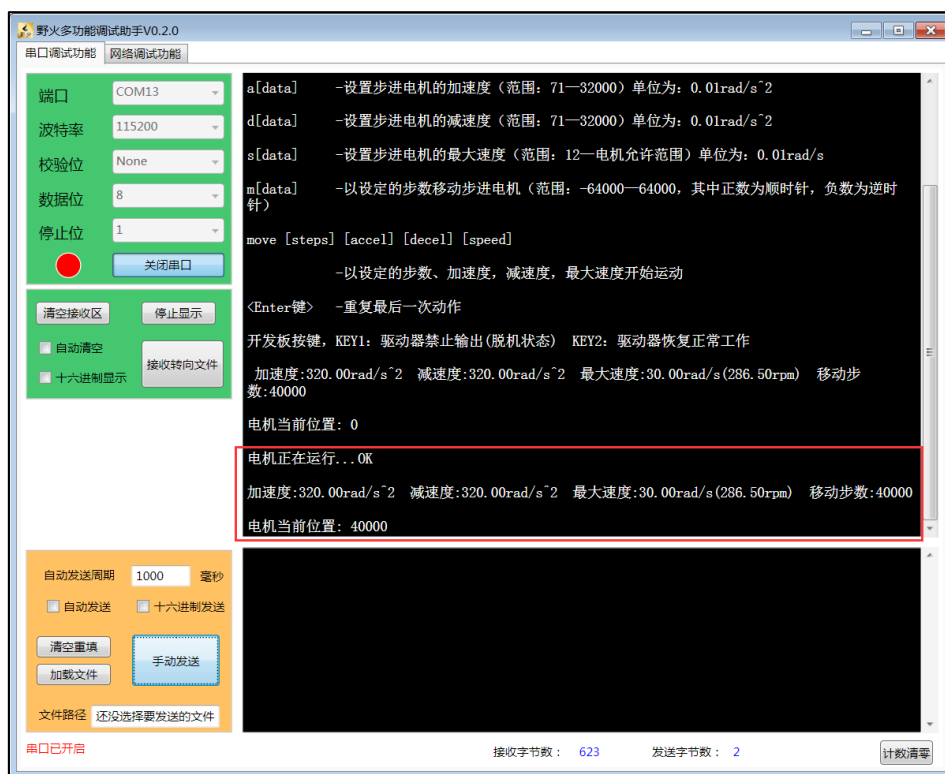 野火多功能调试助手V0.2.0
串口调试功能 网络调试功能
端口 COM13
波特率 115200
校验位 None
数据位 8
停止位 1
关闭串口
清空接收区 停止显示
自动清空
十六进制显示
接收转向文件
a[data] -设置步进电机的加速度（范围：71—32000）单位为：0.01rad/s^2
d[data] -设置步进电机的减速度（范围：71—32000）单位为：0.01rad/s^2
s[data] -设置步进电机的最大速度（范围：12—电机允许范围）单位为：0.01rad/s
m[data] -以设定的步数移动步进电机（范围：-64000—64000，其中正数为顺时针，负数为逆时
针）
move [steps] [accel] [decel] [speed]
-以设定的步数、加速度，减速度，最大速度开始运动
<Enter键> -重复最后一次动作
开发板按键，KEY1：驱动器禁止输出(脱机状态) KEY2：驱动器恢复正常工作
加速度:320.00rad/s^2 减速度:320.00rad/s^2 最大速度:30.00rad/s(286.50rpm) 移动步
数:40000
电机当前位置: 0
电机正在运行...OK
加速度:320.00rad/s^2 减速度:320.00rad/s^2 最大速度:30.00rad/s(286.50rpm) 移动步数:40000
电机当前位置: 40000
自动发送周期 1000 毫秒
自动发送 十六进制发送
清空重填
加载文件
手动发送
文件路径 还没选择要发送的文件
串口已开启 接收字节数： 623 发送字节数： 2 计数清零